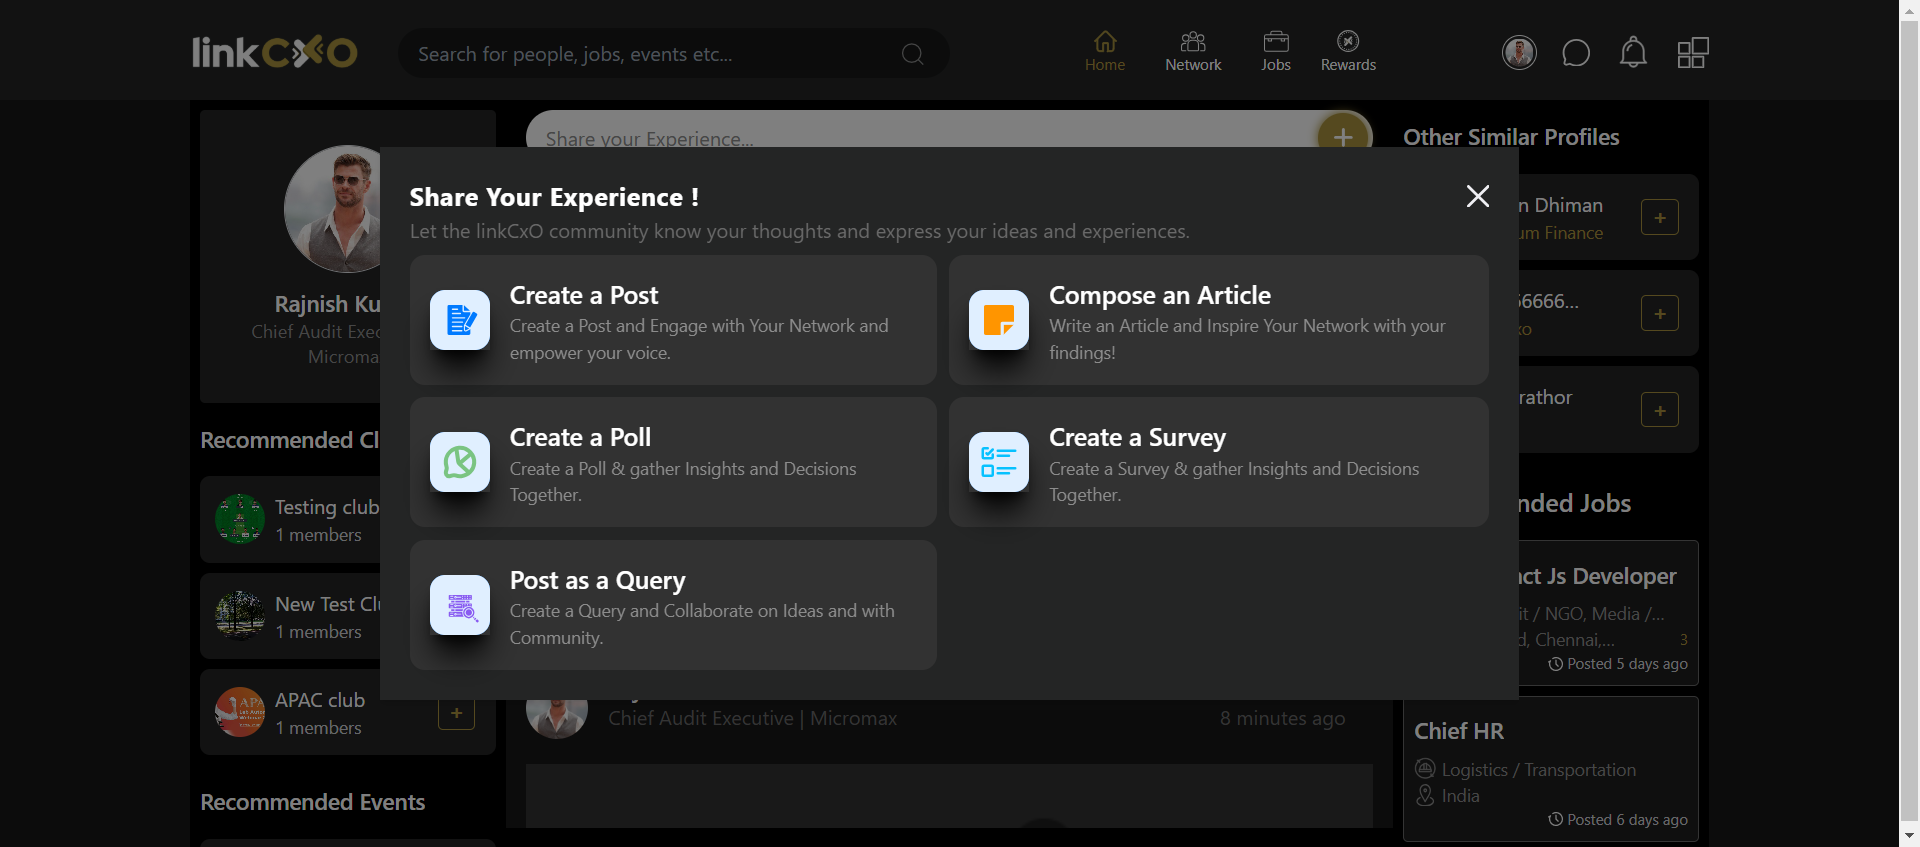 linkCxO
Search for people, jobs, events etc...
Home
Network
Jobs
Rewards
Share your Experience...
Other Similar Profiles
Rajnish Ku
Chief Audit Exec
Microma
Recommended Cl
Testing club
1 members
New Test Clu
1 members
APAC club
1 members
Recommended Events
Share Your Experience !
Let the linkCxO community know your thoughts and express your ideas and experiences.
Create a Post
Create a Post and Engage with Your Network and
empower your voice.
Compose an Article
Write an Article and Inspire Your Network with your
findings!
Create a Poll
Create a Poll & gather Insights and Decisions
Together.
Create a Survey
Create a Survey & gather Insights and Decisions
Together.
Post as a Query
Create a Query and Collaborate on Ideas and with
Community.
Chief Audit Executive | Micromax
8 minutes ago
n Dhiman
um Finance
66666...
xo
rathor
nded Jobs
act Js Developer
it / NGO, Media /...
d, Chennai,...
3
Posted 5 days ago
Chief HR
Logistics / Transportation
India
Posted 6 days ago